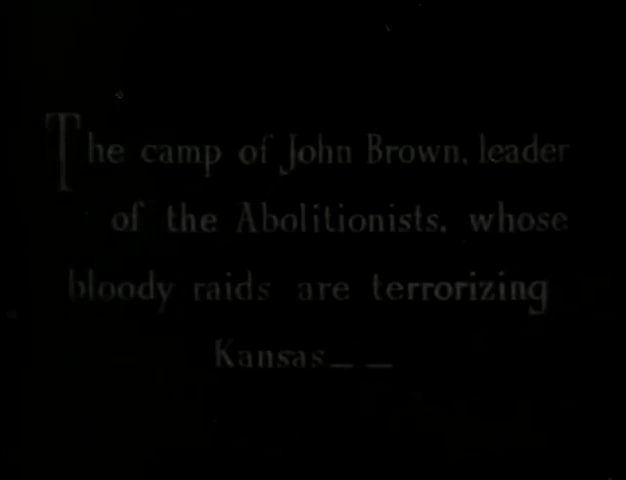 The camp of John Brown, leader
of the Abolitionists, whose
bloody raids are terrorizing
Kansas_ _